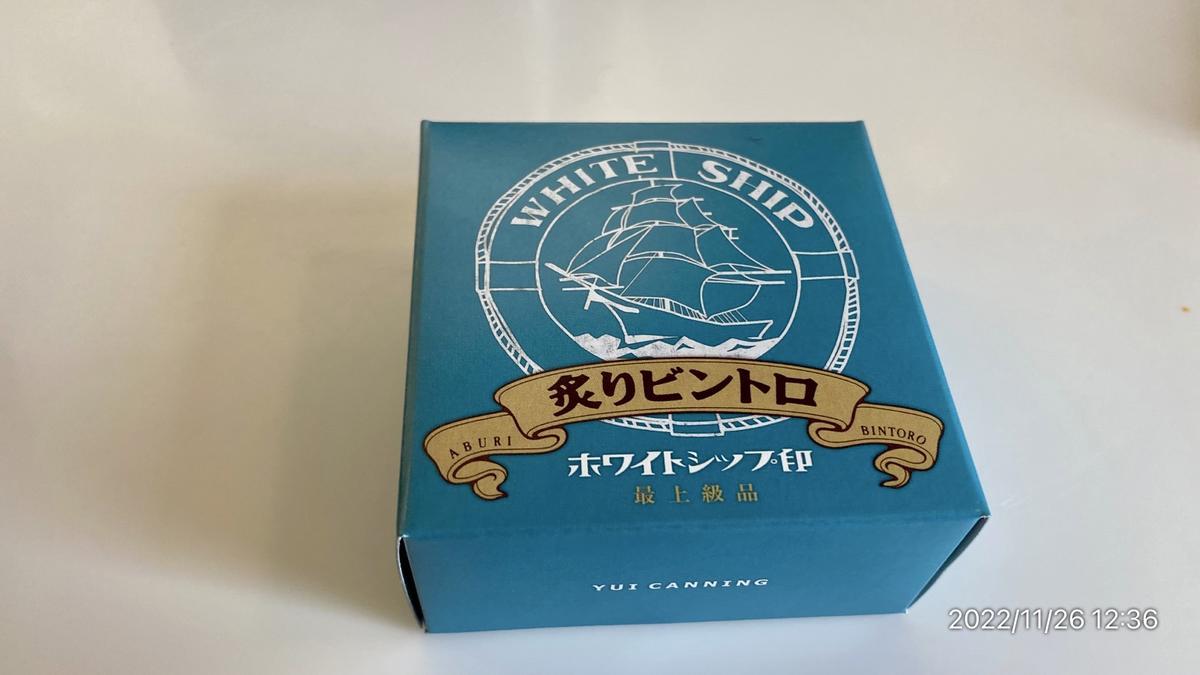 WHITE SHIP
炙りビントロ
ABURI
BINTORO
ホワイトシップ印
最上級品
YUI CANNING
2022/11/26 12:36